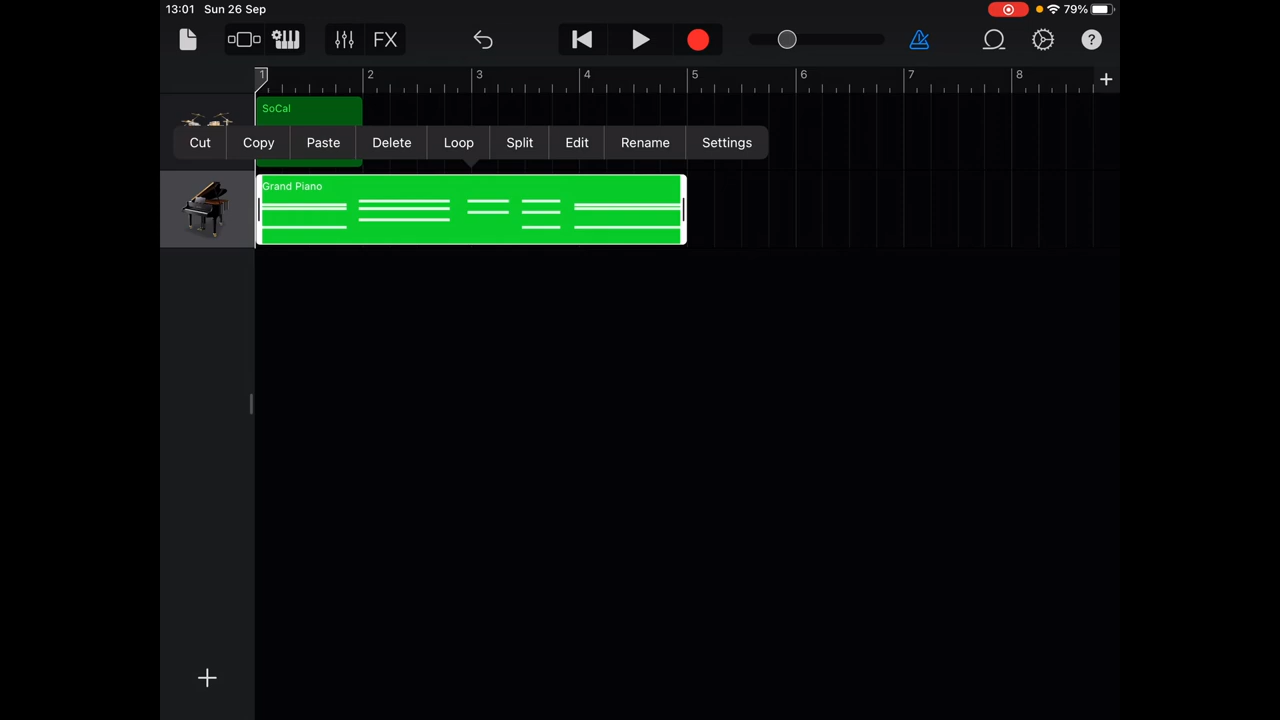 13:01 Sun 26 Sep 79%
FX ?
1 2 3 4 5 6 7 8 +
SoCal
Cut Copy Paste Delete Loop Split Edit Rename Settings
Grand Piano
+